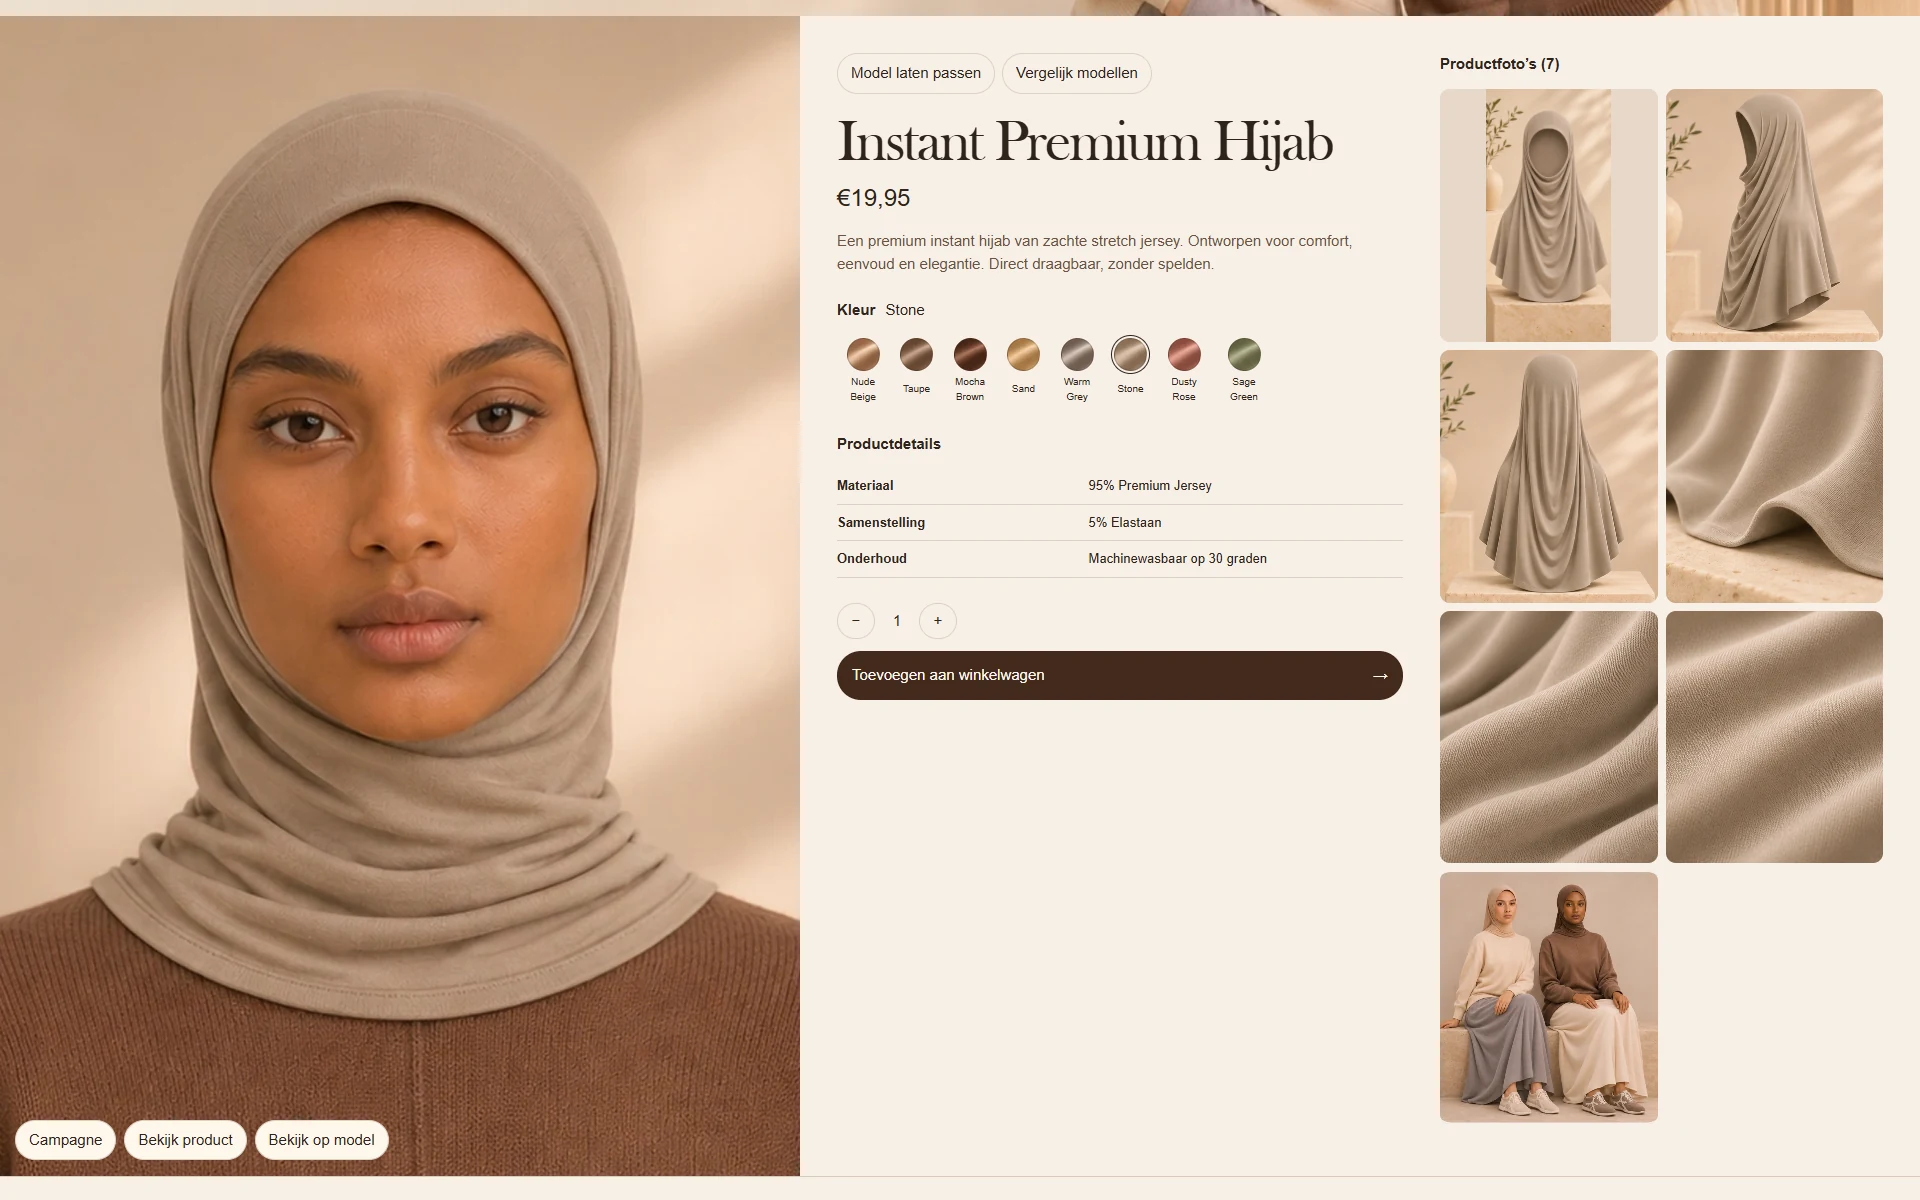 Model laten passen
Vergelijk modellen
Instant Premium Hijab
€19,95
Een premium instant hijab van zachte stretch jersey. Ontworpen voor comfort,
eenvoud en elegantie. Direct draagbaar, zonder spelden.
Kleur Stone
Nude Beige
Taupe
Mocha Brown
Sand
Warm Grey
Stone
Dusty Rose
Sage Green
Productdetails
Materiaal 95% Premium Jersey
Samenstelling 5% Elastaan
Onderhoud Machinewasbaar op 30 graden
− 1 +
Toevoegen aan winkelwagen →
Productfoto’s (7)
Campagne
Bekijk product
Bekijk op model